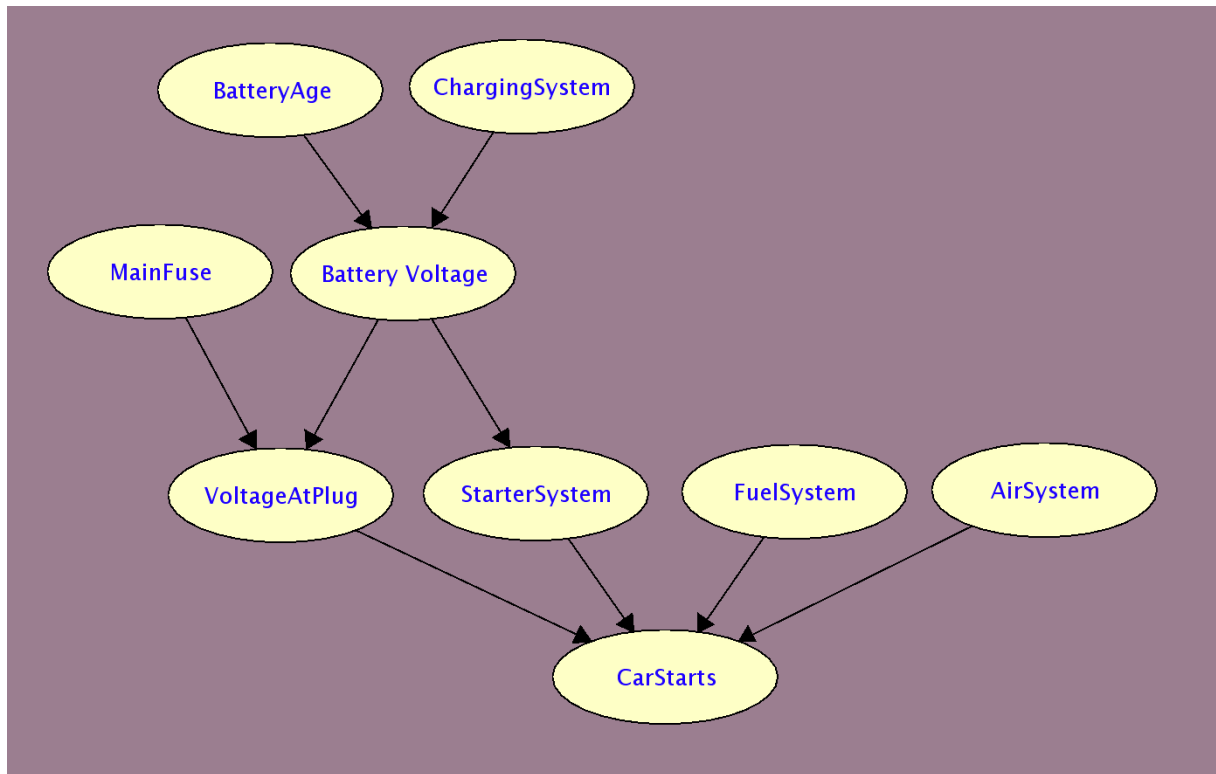 BatteryAge
ChargingSystem
MainFuse
Battery Voltage
VoltageAtPlug
StarterSystem
FuelSystem
AirSystem
CarStarts